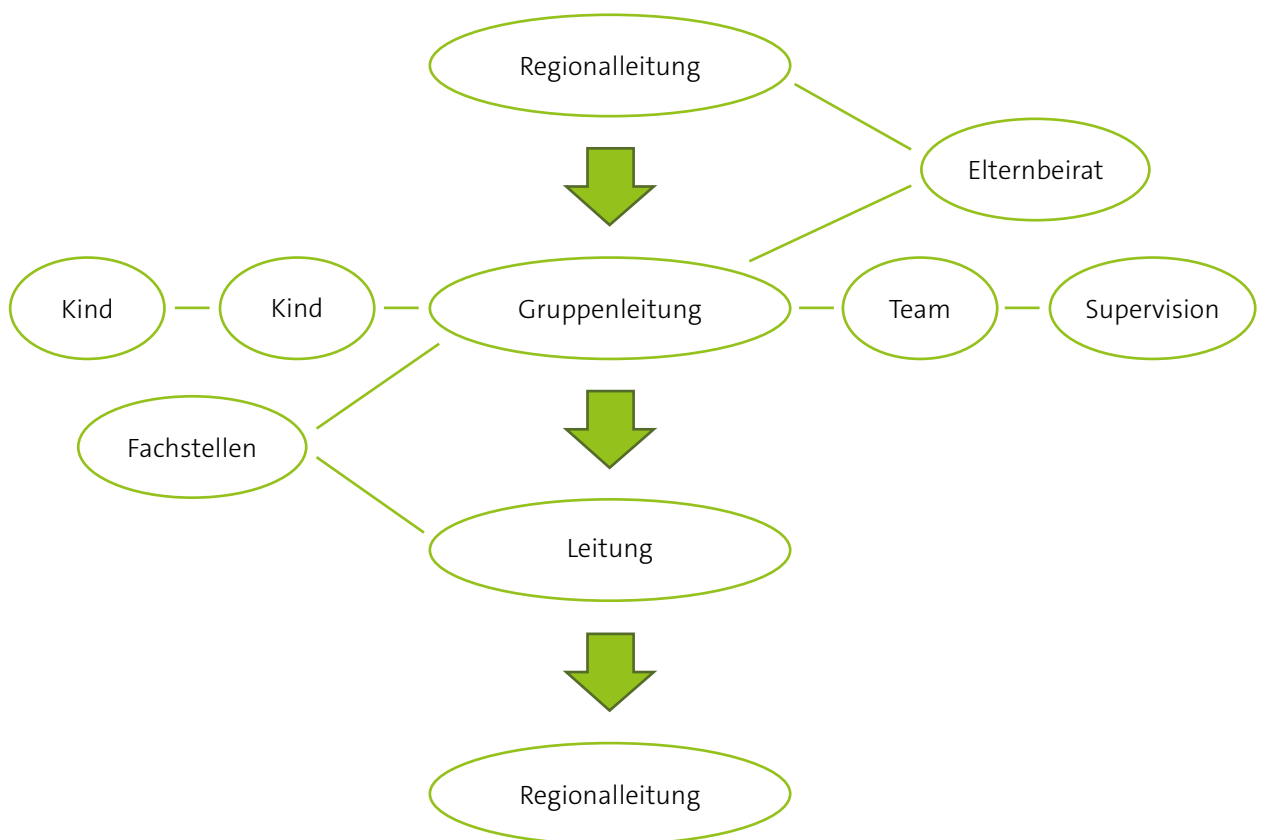 Regionalleitung
Elternbeirat
Kind
Kind
Gruppenleitung
Team
Supervision
Fachstellen
Leitung
Regionalleitung